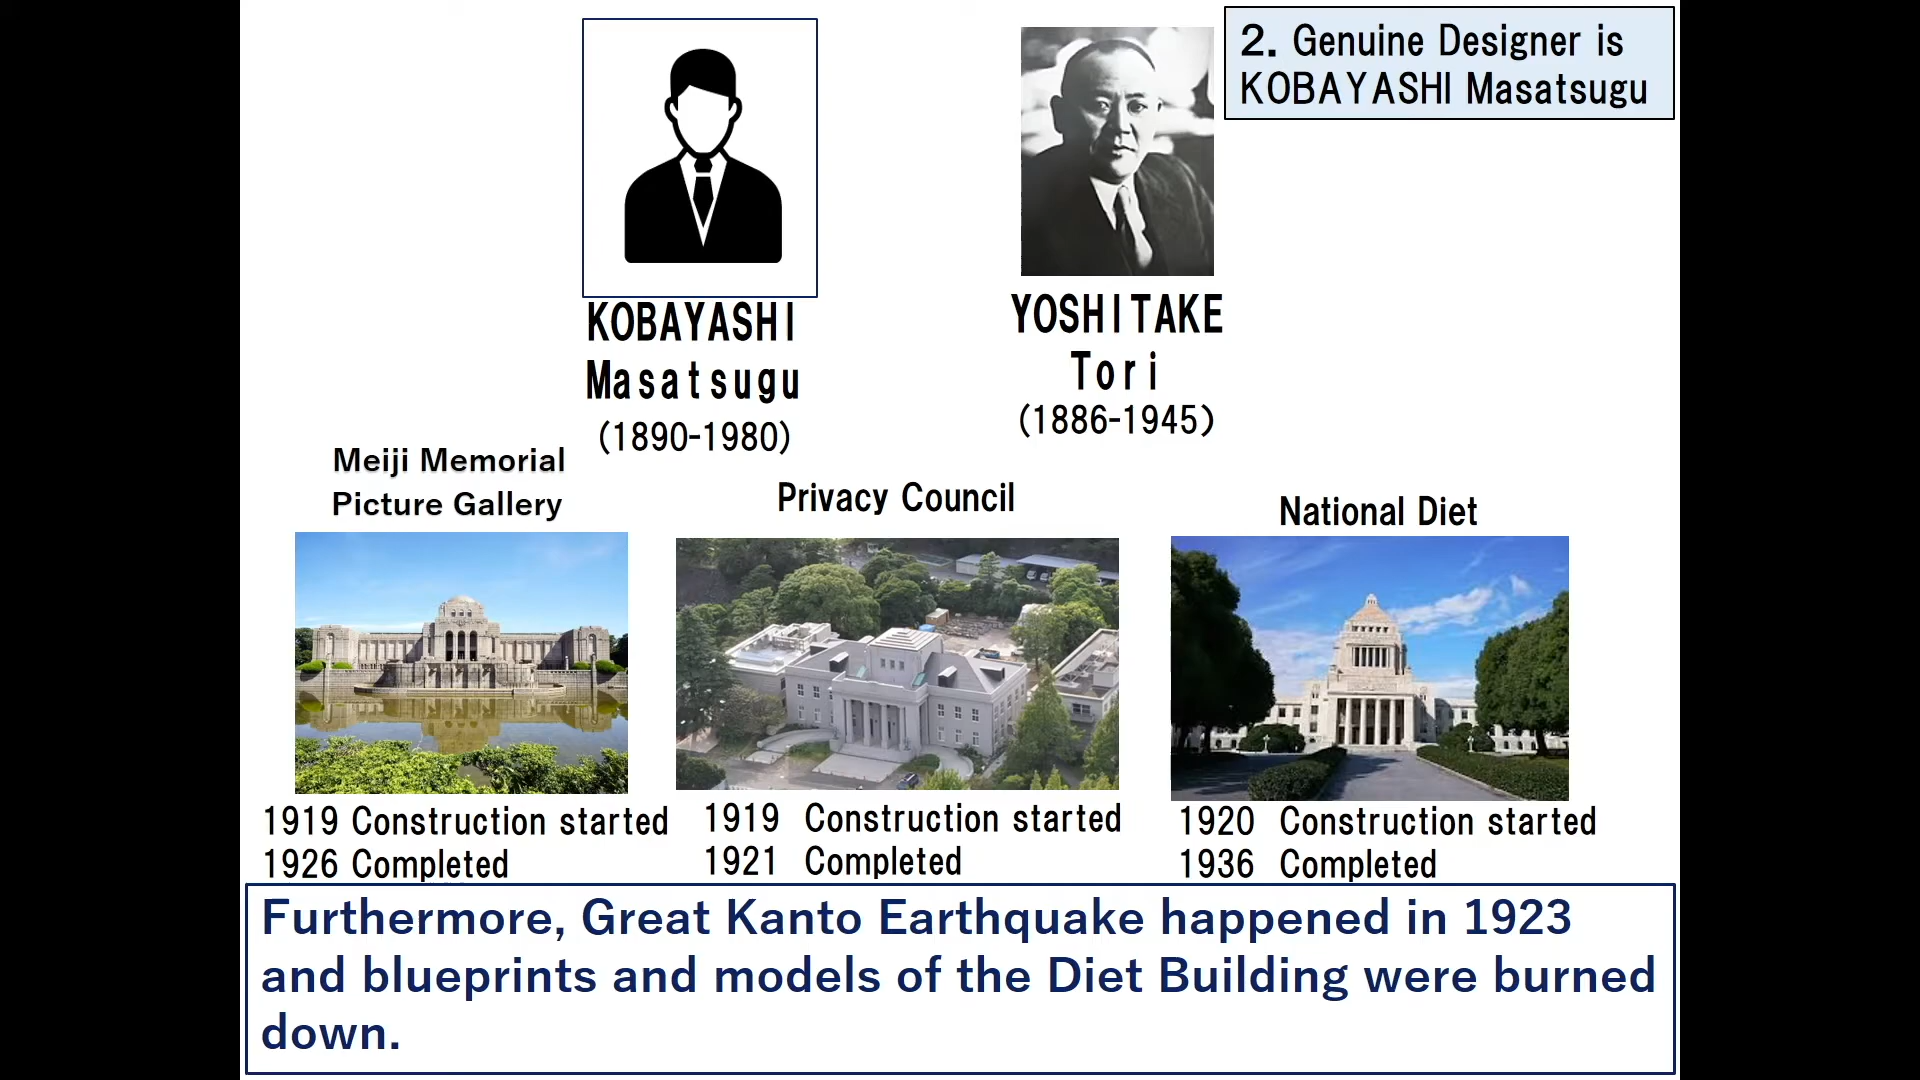 2. Genuine Designer is
KOBAYASHI Masatsugu
KOBAYASHI
Masatsugu
(1890-1980)
YOSHITAKE
Tori
(1886-1945)
Meiji Memorial
Picture Gallery
Privacy Council
National Diet
1919 Construction started
1926 Completed
1919 Construction started
1921 Completed
1920 Construction started
1936 Completed
Furthermore, Great Kanto Earthquake happened in 1923
and blueprints and models of the Diet Building were burned
down.